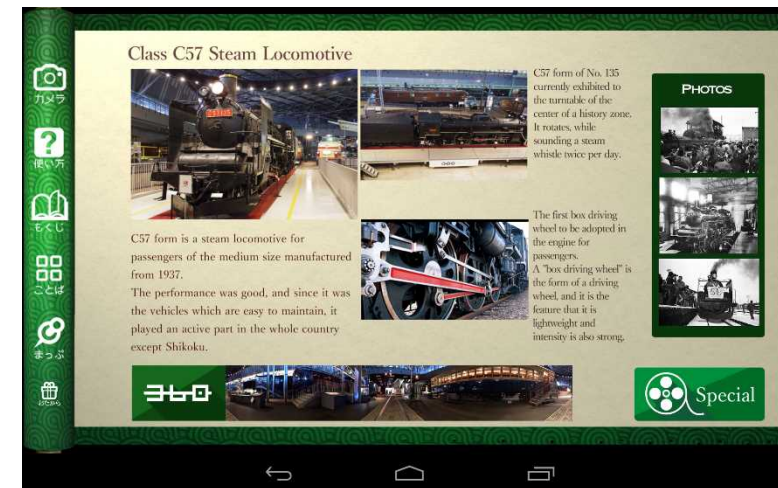 Class C57 Steam Locomotive
カメラ
使い方
もくじ
ことば
まっぷ
おたから
C57 form is a steam locomotive for
passengers of the medium size manufactured
from 1937.
The performance was good, and since it was
the vehicles which are easy to maintain, it
played an active part in the whole country
except Shikoku.
C57 form of No. 135
currently exhibited to
the turntable of the
center of a history zone.
It rotates, while
sounding a steam
whistle twice per day.
The first box driving
wheel to be adopted in
the engine for
passengers.
A "box driving wheel" is
the form of a driving
wheel, and it is the
feature that it is
lightweight and
intensity is also strong.
PHOTOS
360
Special